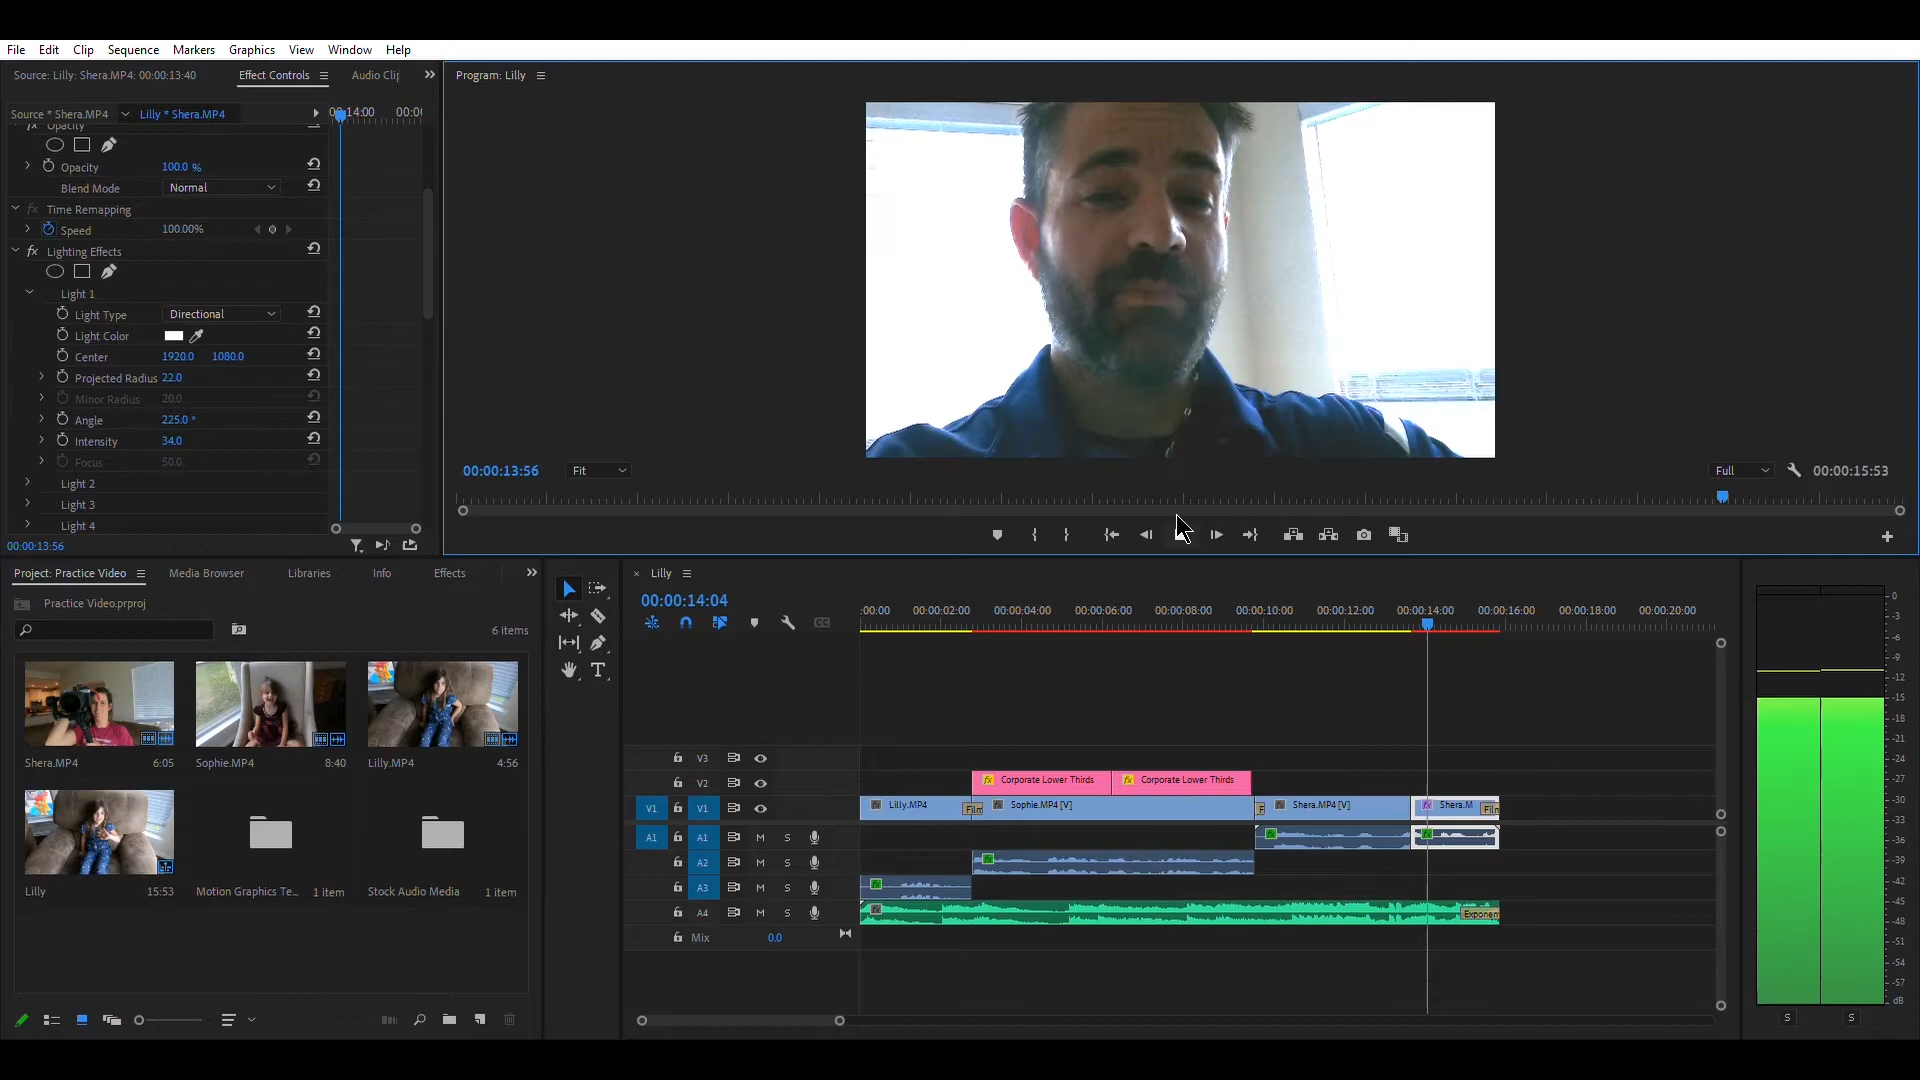 File Edit Clip Sequence Markers Graphics View Window Help
Source: Lilly: Shera.MP4: 00:00:13:40 Effect Controls Audio Clip
Program: Lilly
Source * Shera.MP4 Lilly * Shera.MP4 00:14:00 00:00
Opacity
Opacity 100.0 %
Blend Mode Normal
Time Remapping
Speed 100.00%
fx Lighting Effects
Light 1
Light Type Directional
Light Color
Center 1920.0 1080.0
Projected Radius 22.0
Minor Radius 20.0
Angle 225.0 °
Intensity 34.0
Focus 50.0
Light 2
Light 3
Light 4
00:00:13:56
00:00:13:56 Fit Full 00:00:15:53
Project: Practice Video Media Browser Libraries Info Effects
Practice Video.prproj
6 items
Shera.MP4 6:05
Sophie.MP4 8:40
Lilly.MP4 4:56
Lilly 15:53
Motion Graphics Te... 1 item
Stock Audio Media 1 item
T
× Lilly
00:00:14:04
:00:00 00:00:02:00 00:00:04:00 00:00:06:00 00:00:08:00 00:00:10:00 00:00:12:00 00:00:14:00 00:00:16:00 00:00:18:00 00:00:20:00
V3
V2 fx Corporate Lower Thirds fx Corporate Lower Thirds
V1 V1 Lilly.MP4 Film Sophie.MP4 [V] F Shera.MP4 [V] Shera.M Film
A1 A1 M S
A2 M S
A3 M S
A4 M S Exponen
Mix 0.0
0
-3
-6
-9
-12
-15
-18
-21
-24
-27
-30
-33
-36
-39
-42
-45
-48
-51
-54
-57
dB
S S